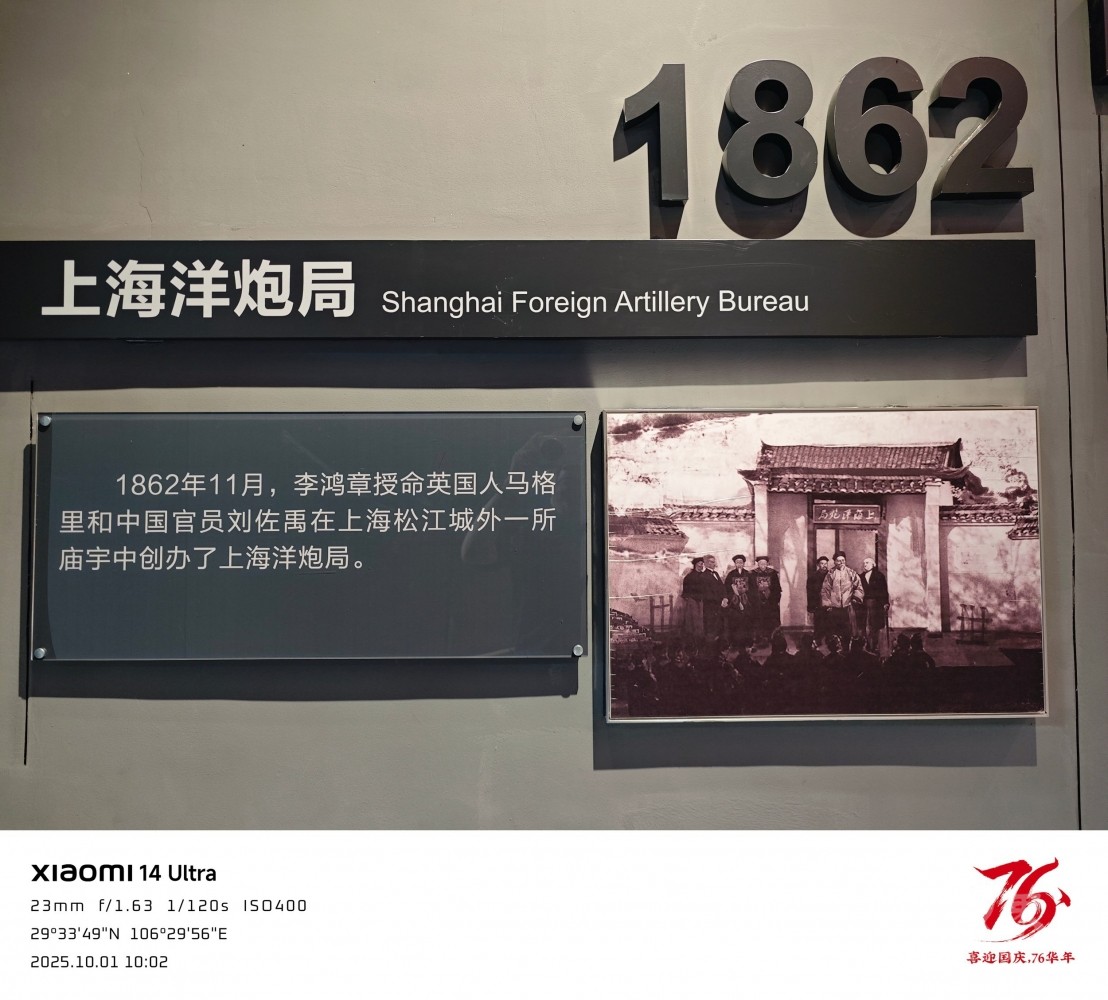 1862
上海洋炮局 Shanghai Foreign Artillery Bureau
1862年11月，李鸿章授命英国人马格
里和中国官员刘佐禹在上海松江城外一所
庙宇中创办了上海洋炮局。
局炮洋海上
XIAOMI 14 Ultra
23mm f/1.63 1/120s ISO400
29°33'49"N 106°29'56"E
2025.10.01 10:02
76
喜迎国庆,76华年